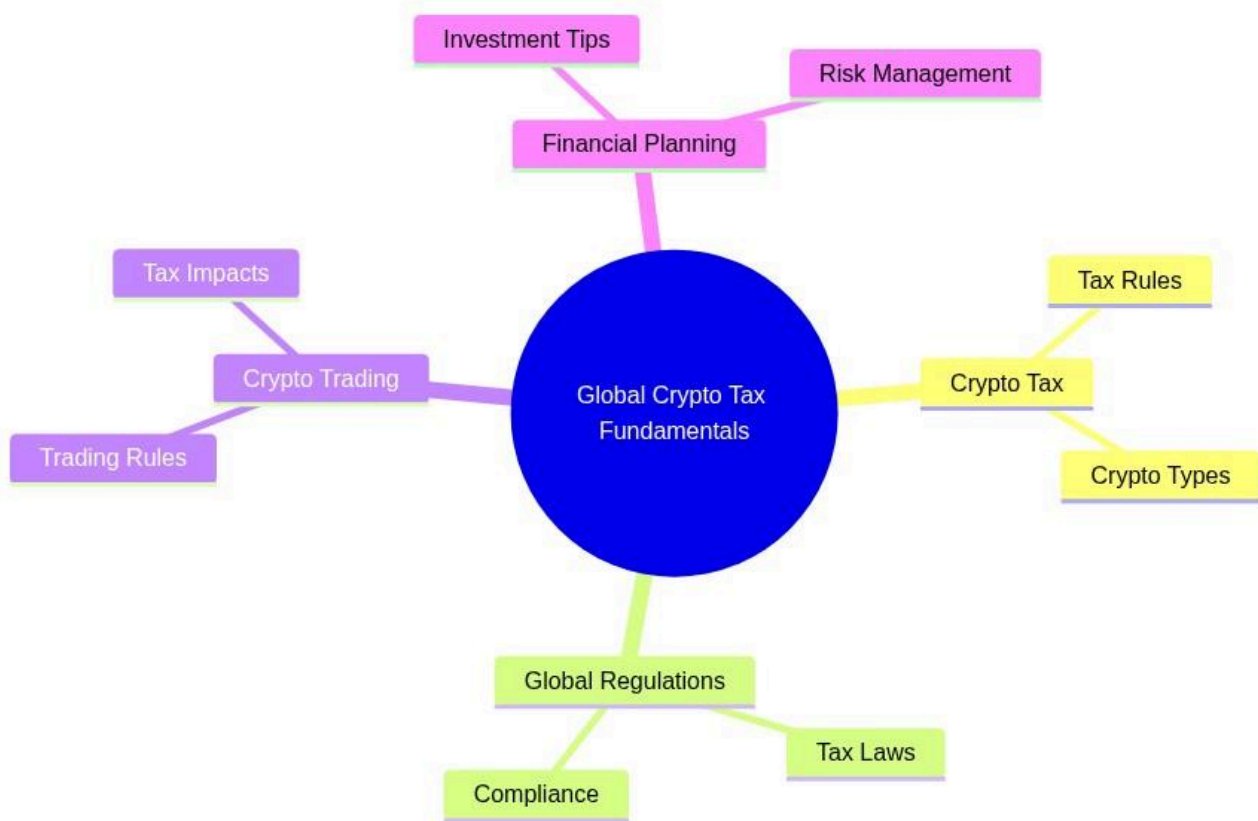 Investment Tips
Risk Management
Financial Planning
Tax Impacts
Crypto Trading
Trading Rules
Global Crypto Tax
Fundamentals
Tax Rules
Crypto Tax
Crypto Types
Global Regulations
Tax Laws
Compliance